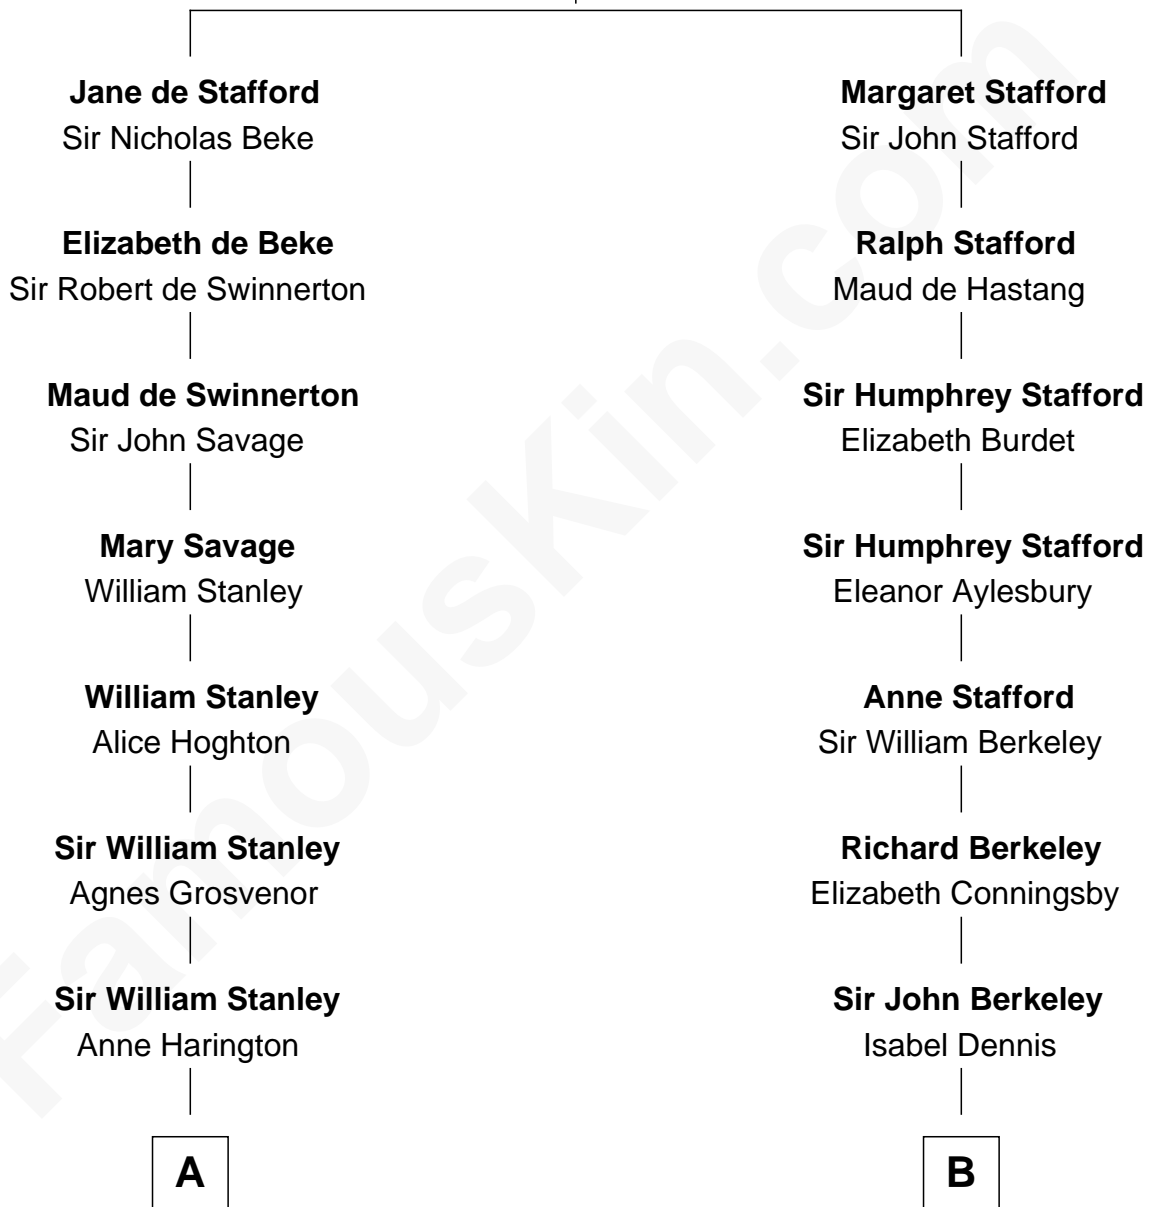 Jane de Stafford
Sir Nicholas Beke
Elizabeth de Beke
Sir Robert de Swinnerton
Maud de Swinnerton
Sir John Savage
Mary Savage
William Stanley
William Stanley
Alice Hoghton
Sir William Stanley
Agnes Grosvenor
Sir William Stanley
Anne Harington
A
Margaret Stafford
Sir John Stafford
Ralph Stafford
Maud de Hastang
Sir Humphrey Stafford
Elizabeth Burdet
Sir Humphrey Stafford
Eleanor Aylesbury
Anne Stafford
Sir William Berkeley
Richard Berkeley
Elizabeth Conningsby
Sir John Berkeley
Isabel Dennis
B
FamousKin.com